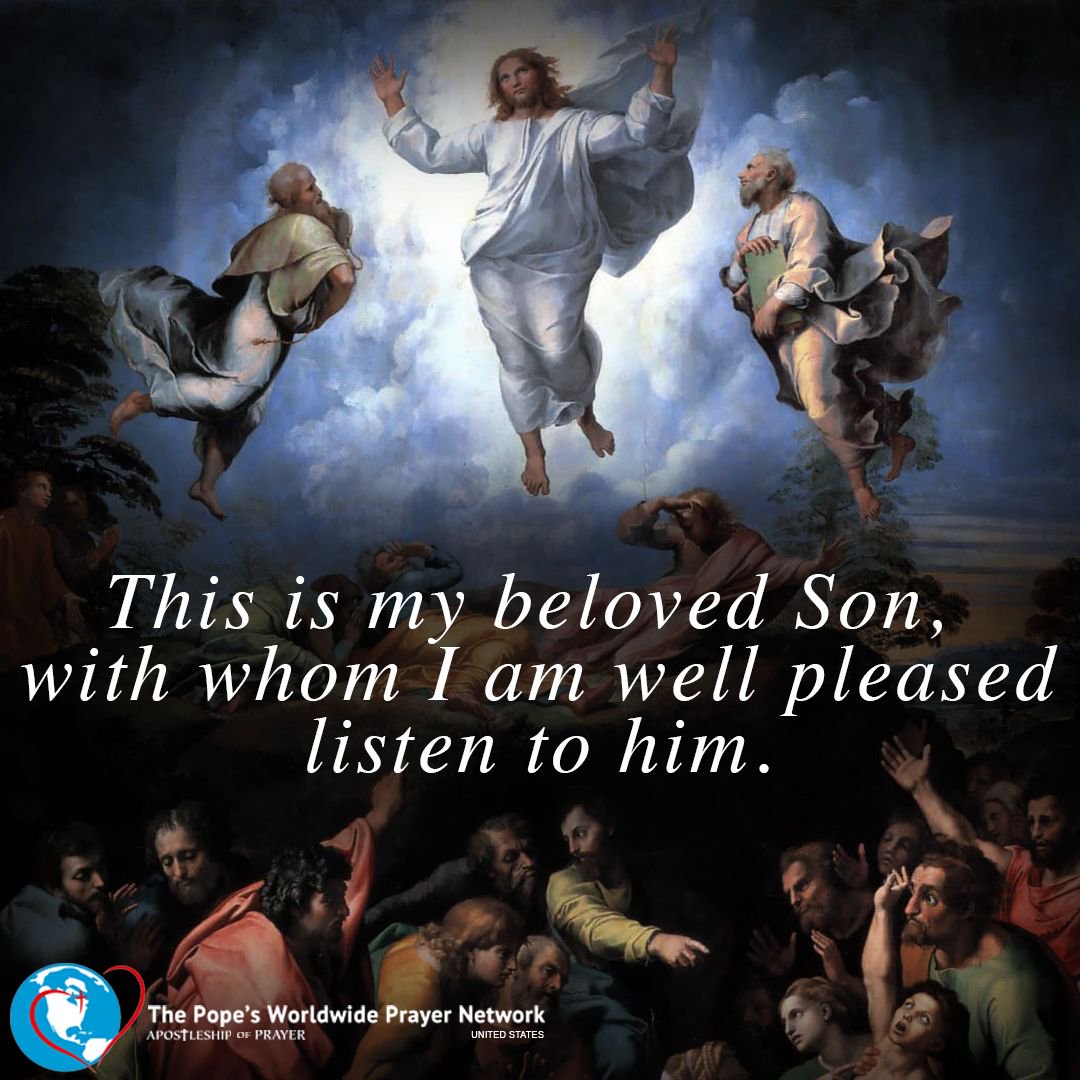 This is my beloved Son,
with whom I am well pleased
listen to him.
The Pope's Worldwide Prayer Network
APOSTLESHIP OF PRAYER
UNITED STATES